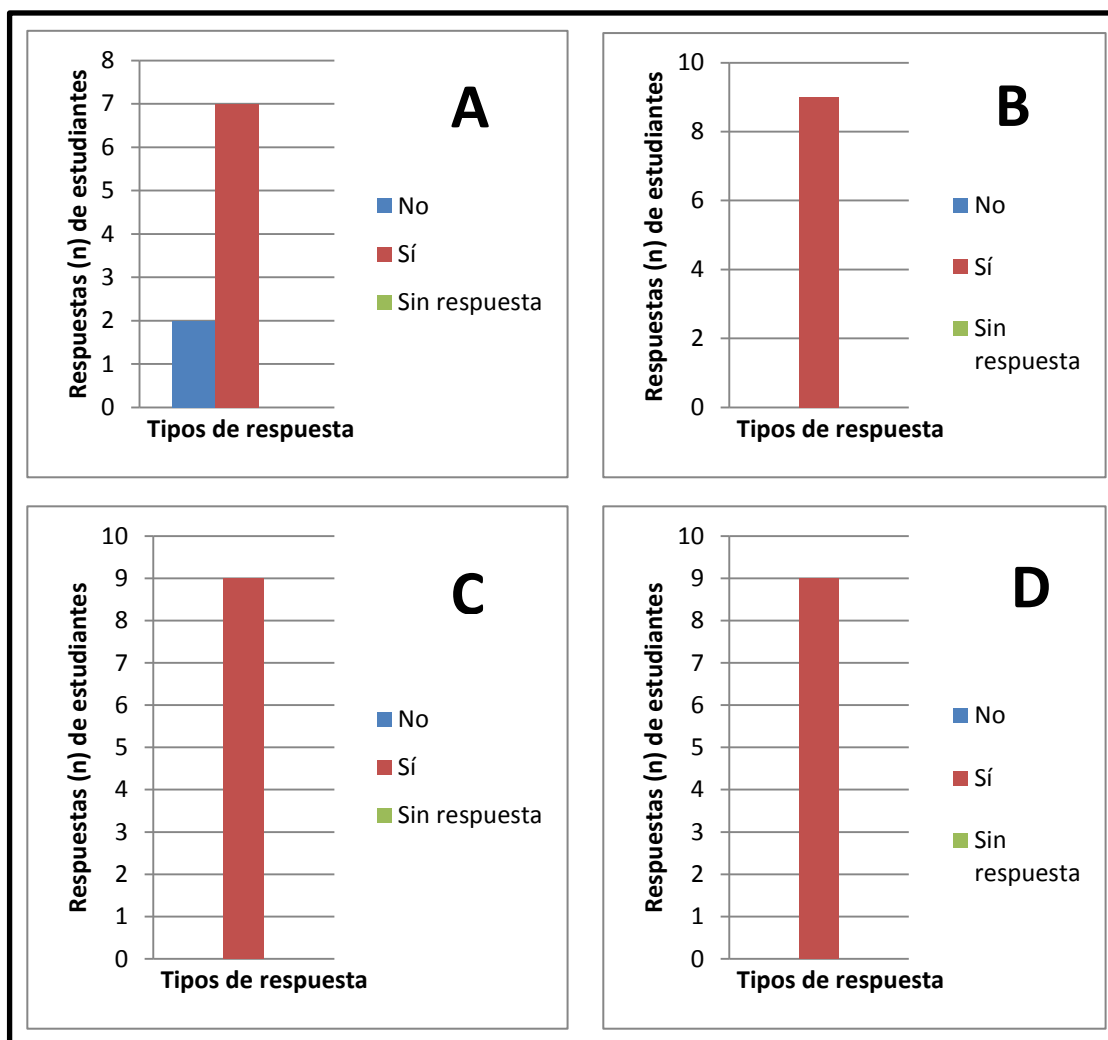 Respuestas (n) de estudiantes
8
7
6
5
4
3
2
1
0
Tipos de respuesta
A
No
Sí
Sin respuesta
Respuestas (n) de estudiantes
10
8
6
4
2
0
Tipos de respuesta
B
No
Sí
Sin
respuesta
Respuestas (n) de estudiantes
10
9
8
7
6
5
4
3
2
1
0
Tipos de respuesta
C
No
Sí
Sin respuesta
Respuestas (n) de estudiantes
10
9
8
7
6
5
4
3
2
1
0
Tipos de respuesta
D
No
Sí
Sin
respuesta